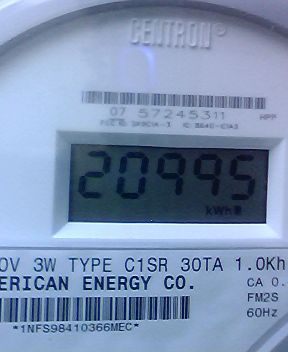 CENTRON®
07 57245311 HPP
20995
kWh
0V 3W TYPE C1SR 30TA 1.0Kh
ERICAN ENERGY CO. CA 0.
FM2S
60Hz
*1NFS98410366MEC*